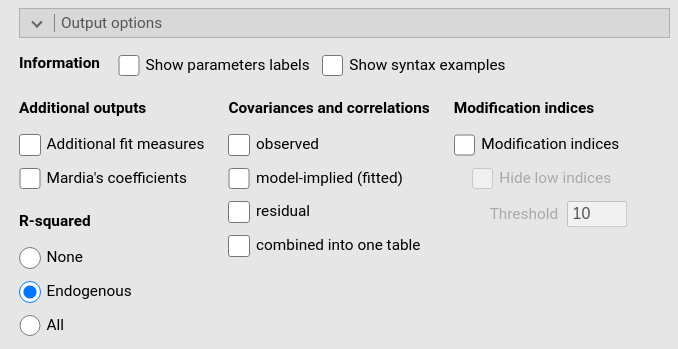 Output options
Information
Show parameters labels
Show syntax examples
Additional outputs
Additional fit measures
Mardia's coefficients
R-squared
None
Endogenous
All
Covariances and correlations
observed
model-implied (fitted)
residual
combined into one table
Modification indices
Modification indices
Hide low indices
Threshold 10